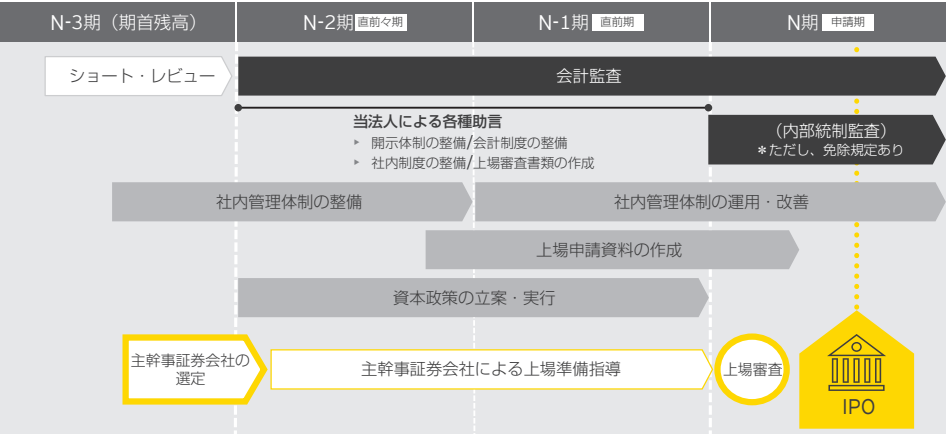 N-3期（期首残高）
N-2期 直前々期
N-1期 直前期
N期 申請期
ショート・レビュー
会計監査
当法人による各種助言
▸ 開示体制の整備/会計制度の整備
▸ 社内制度の整備/上場審査書類の作成
（内部統制監査）
＊ただし、免除規定あり
社内管理体制の整備
社内管理体制の運用・改善
上場申請資料の作成
資本政策の立案・実行
主幹事証券会社の
選定
主幹事証券会社による上場準備指導
上場審査
IPO